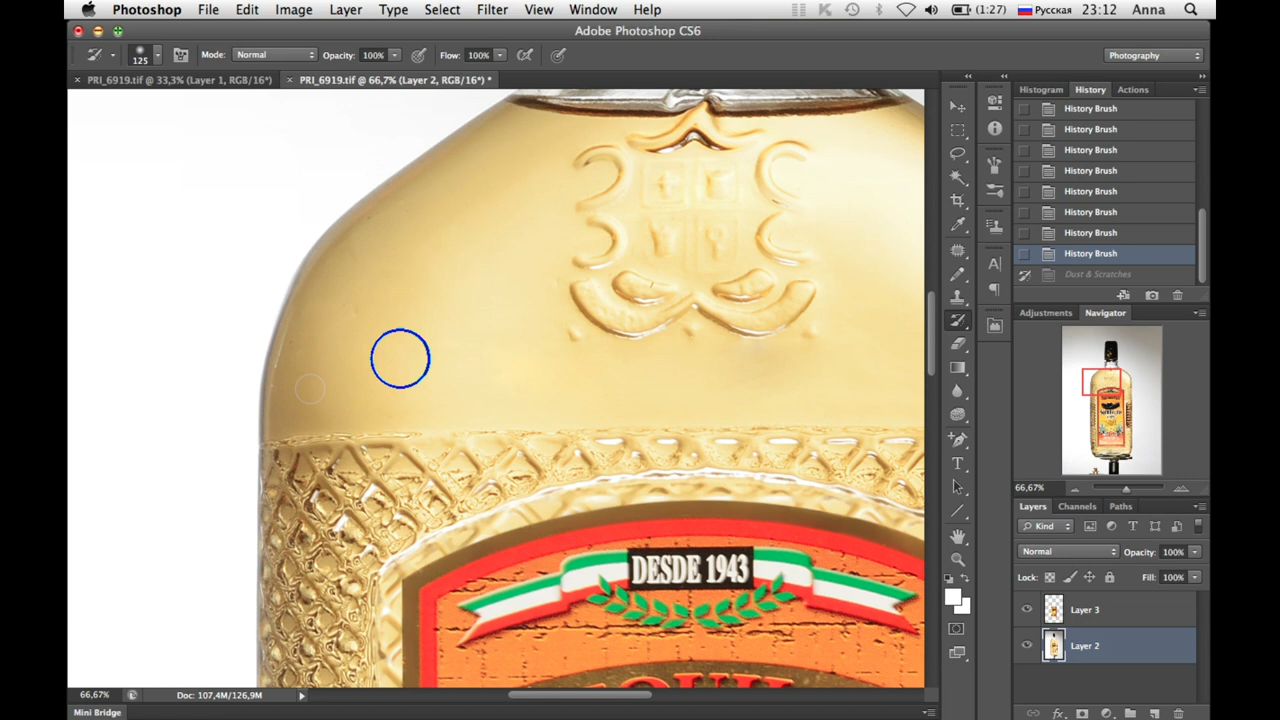 Photoshop File Edit Image Layer Type Select Filter View Window Help (1:27) Русская 23:12 Anna
Adobe Photoshop CS6
125 Mode: Normal Opacity: 100% Flow: 100% Photography
PRI_6919.tif @ 33,3% (Layer 1, RGB/16*) PRI_6919.tif @ 66,7% (Layer 2, RGB/16*) *
Histogram History Actions
History Brush
History Brush
History Brush
History Brush
History Brush
History Brush
History Brush
History Brush
Dust & Scratches
Adjustments Navigator
66,67%
Layers Channels Paths
Kind
Normal Opacity: 100%
Lock: Fill: 100%
Layer 3
Layer 2
DESDE 1943
66,67% Doc: 107,4M/126,9M
Mini Bridge